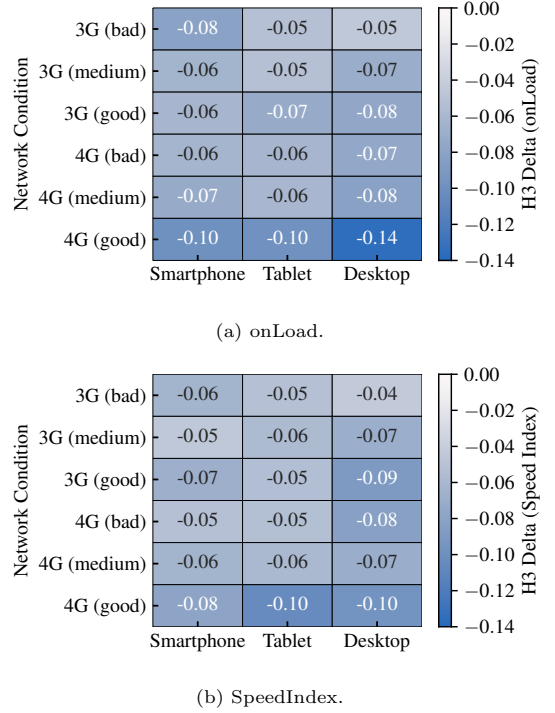 Network Condition
3G (bad) -0.08 -0.05 -0.05
3G (medium) -0.06 -0.05 -0.07
3G (good) -0.06 -0.07 -0.08
4G (bad) -0.06 -0.06 -0.07
4G (medium) -0.07 -0.06 -0.08
4G (good) -0.10 -0.10 -0.14
Smartphone Tablet Desktop
0.00
−0.02
−0.04
−0.06
−0.08
−0.10
−0.12
−0.14
H3 Delta (onLoad)
(a) onLoad.
Network Condition
3G (bad) -0.06 -0.05 -0.04
3G (medium) -0.05 -0.06 -0.07
3G (good) -0.07 -0.05 -0.09
4G (bad) -0.05 -0.05 -0.08
4G (medium) -0.06 -0.06 -0.07
4G (good) -0.08 -0.10 -0.10
Smartphone Tablet Desktop
0.00
−0.02
−0.04
−0.06
−0.08
−0.10
−0.12
−0.14
H3 Delta (Speed Index)
(b) SpeedIndex.